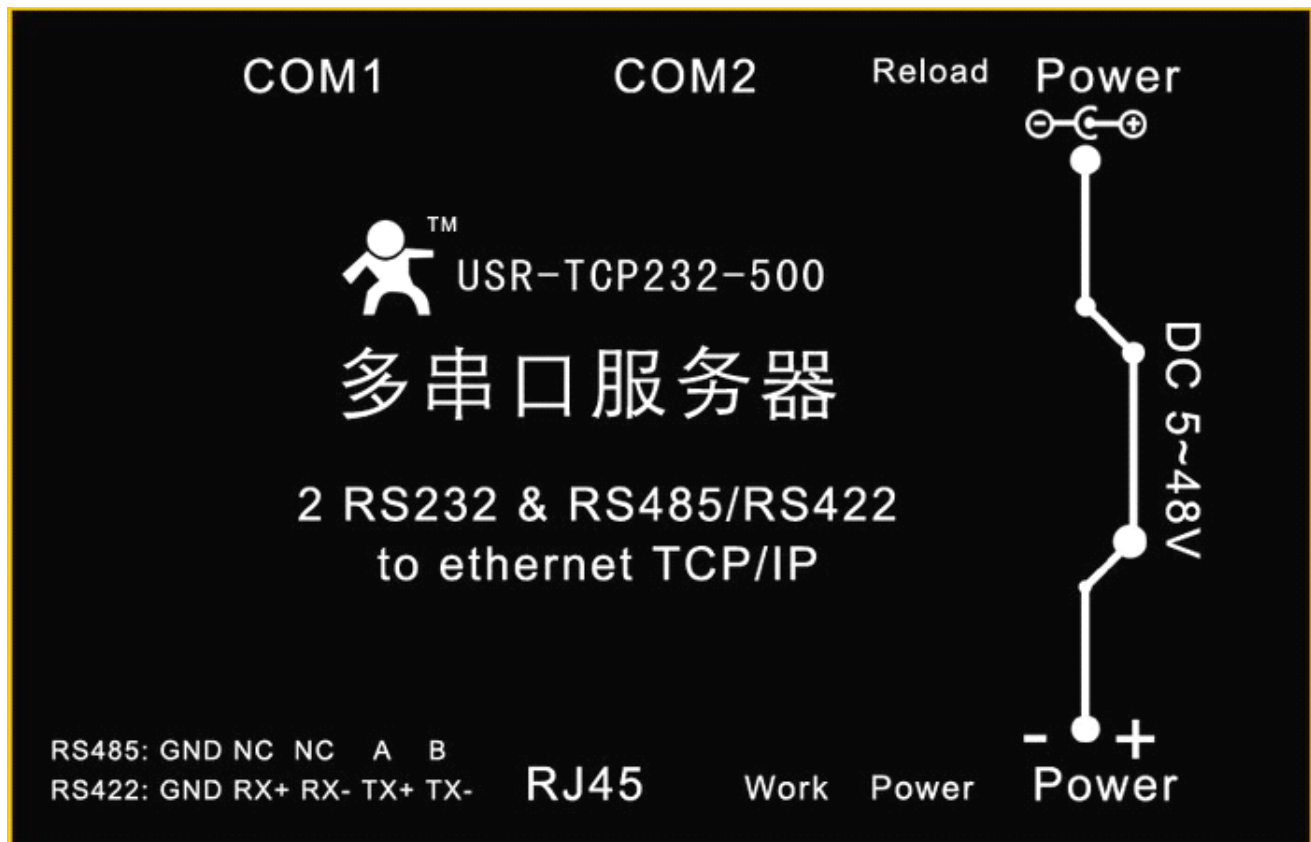 COM1 COM2 Reload Power
TM
USR-TCP232-500
多串口服务器
DC 5~48V
2 RS232 & RS485/RS422
to ethernet TCP/IP
- +
RS485: GND NC NC A B
RS422: GND RX+ RX- TX+ TX-
RJ45 Work Power Power